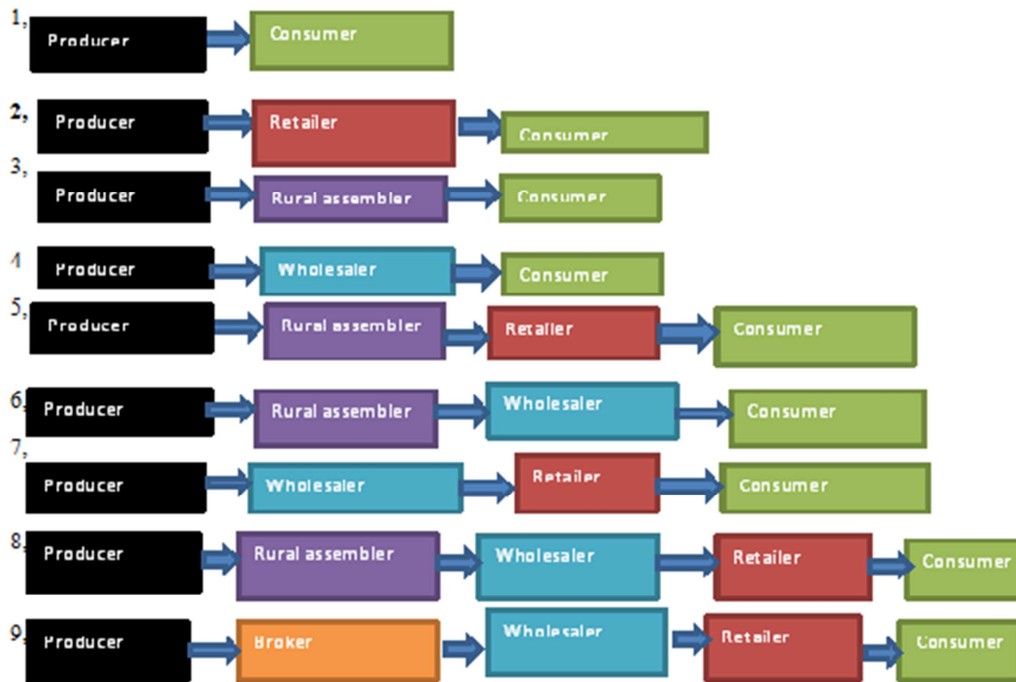 1, Producer Consumer
2, Producer Retailer Consumer
3, Producer Rural assembler Consumer
4 Producer Wholesaler Consumer
5, Producer Rural assembler Retailer Consumer
6, Producer Rural assembler Wholesaler Consumer
7, Producer Wholesaler Retailer Consumer
8, Producer Rural assembler Wholesaler Retailer Consumer
9, Producer Broker Wholesaler Retailer Consumer